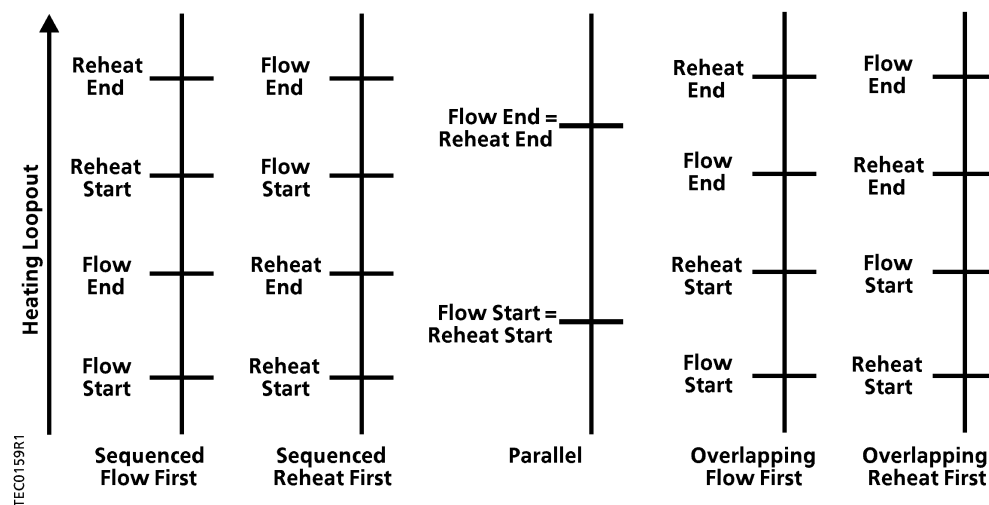 Heating Loopout
TEC0159R1
Reheat
End
Reheat
Start
Flow
End
Flow
Start
Sequenced
Flow First
Flow
End
Flow
Start
Reheat
End
Reheat
Start
Sequenced
Reheat First
Flow End =
Reheat End
Flow Start =
Reheat Start
Parallel
Reheat
End
Flow
End
Reheat
Start
Flow
Start
Overlapping
Flow First
Flow
End
Reheat
End
Flow
Start
Reheat
Start
Overlapping
Reheat First